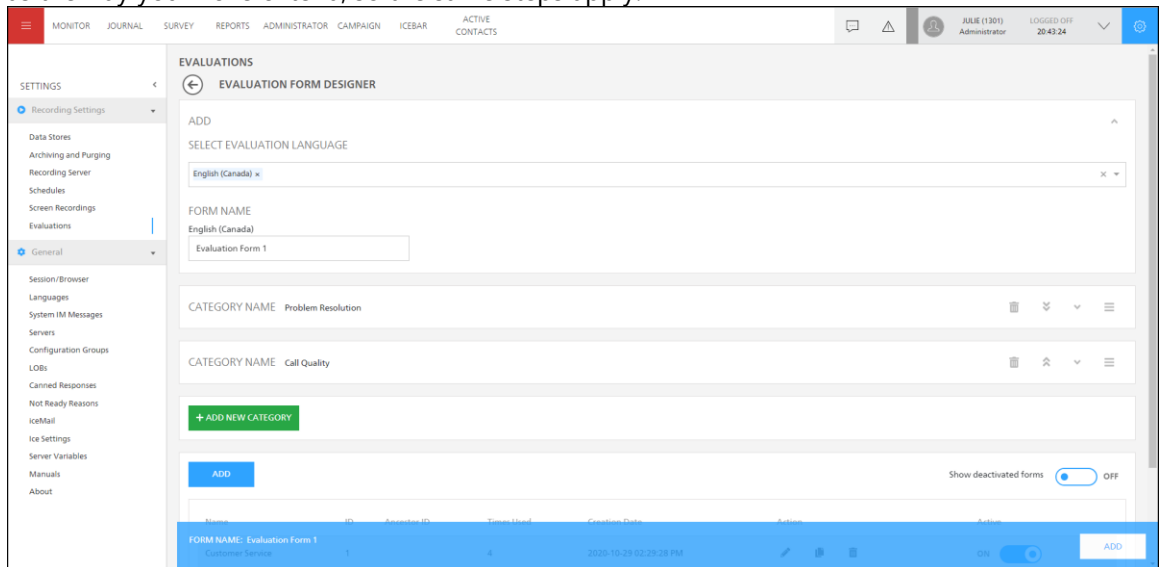 MONITOR JOURNAL SURVEY REPORTS ADMINISTRATOR CAMPAIGN ICEBAR ACTIVE CONTACTS JULIE (1301) Administrator LOGGED OFF 20:43:24
EVALUATIONS
SETTINGS
EVALUATION FORM DESIGNER
Recording Settings
Data Stores
Archiving and Purging
Recording Server
Schedules
Screen Recordings
Evaluations
General
Session/Browser
Languages
System IM Messages
Servers
Configuration Groups
LOBs
Canned Responses
Not Ready Reasons
iceMail
Ice Settings
Server Variables
Manuals
About
ADD
SELECT EVALUATION LANGUAGE
English (Canada) ×
FORM NAME
English (Canada)
Evaluation Form 1
CATEGORY NAME Problem Resolution
CATEGORY NAME Call Quality
+ ADD NEW CATEGORY
ADD Show deactivated forms OFF
Name ID Ancestor ID Times Used Creation Date Action Active
FORM NAME: Evaluation Form 1 ADD
Customer Service 1 4 2020-10-29 02:29:28 PM ON